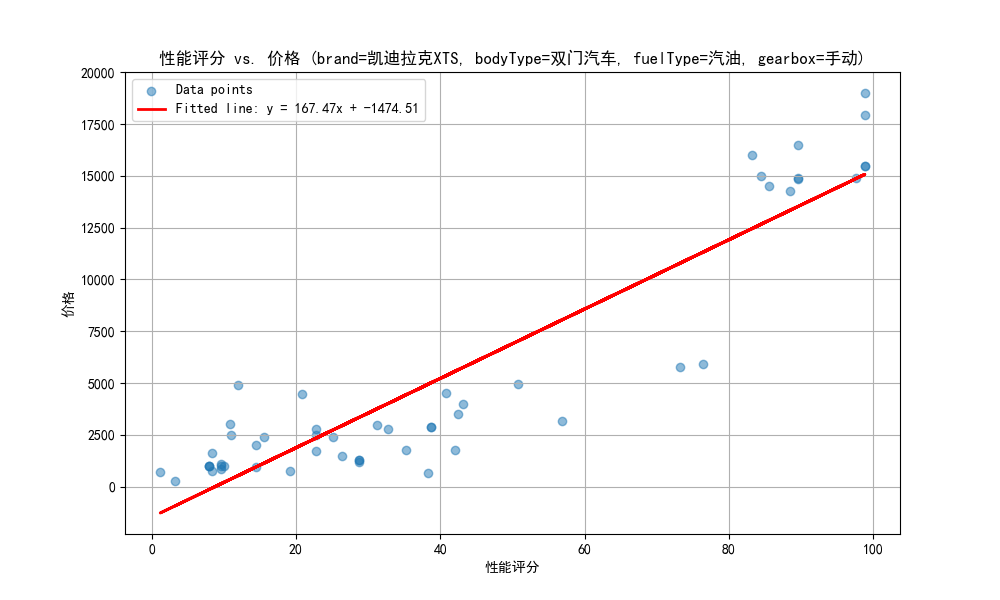 性能评分 vs. 价格 (brand=凯迪拉克XTS, bodyType=双门汽车, fuelType=汽油, gearbox=手动)
Data points
Fitted line: y = 167.47x + -1474.51
20000
17500
15000
12500
10000
7500
5000
2500
0
价格
0 20 40 60 80 100
性能评分